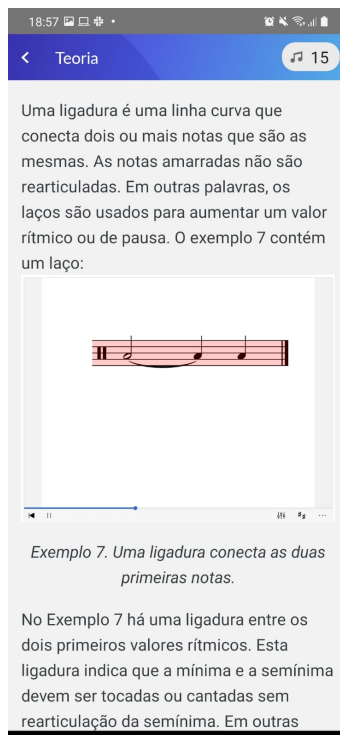 18:57
Teoria
15
Uma ligadura é uma linha curva que
conecta dois ou mais notas que são as
mesmas. As notas amarradas não são
rearticuladas. Em outras palavras, os
laços são usados para aumentar um valor
rítmico ou de pausa. O exemplo 7 contém
um laço:
Exemplo 7. Uma ligadura conecta as duas
primeiras notas.
No Exemplo 7 há uma ligadura entre os
dois primeiros valores rítmicos. Esta
ligadura indica que a mínima e a semínima
devem ser tocadas ou cantadas sem
rearticulação da semínima. Em outras